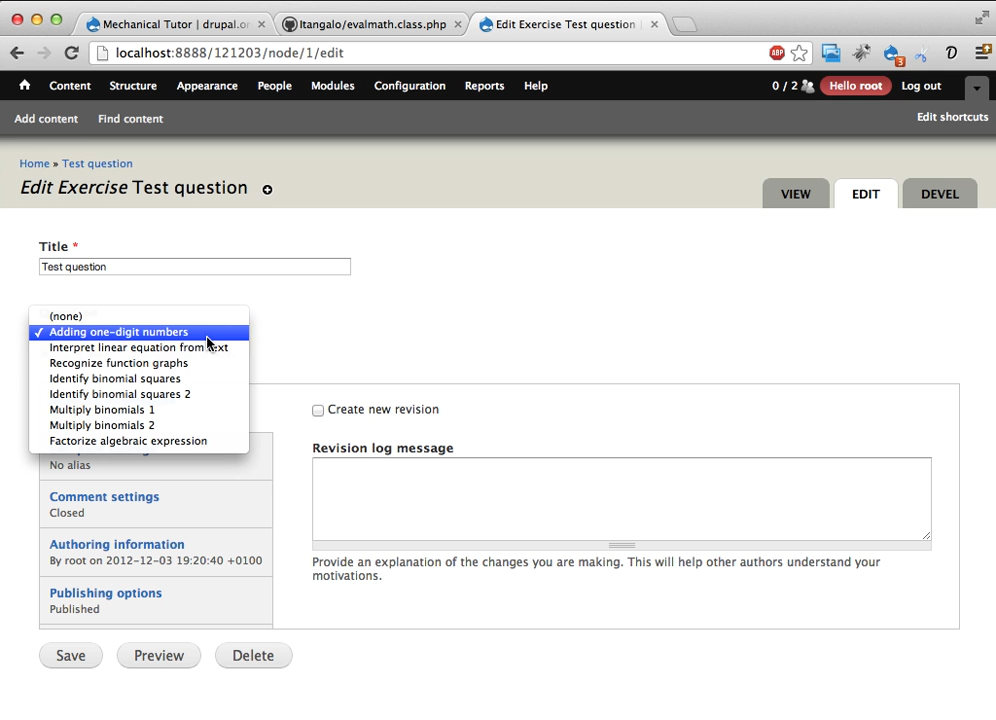 Mechanical Tutor | drupal.or
Itangalo/evalmath.class.php
Edit Exercise Test question |
localhost:8888/121203/node/1/edit
ABP
3
D
Content Structure Appearance People Modules Configuration Reports Help
0 / 2 Hello root Log out
Add content Find content Edit shortcuts
Home » Test question
Edit Exercise Test question
VIEW EDIT DEVEL
Title *
Test question
(none)
✓ Adding one-digit numbers
Interpret linear equation from text
Recognize function graphs
Identify binomial squares
Identify binomial squares 2
Multiply binomials 1
Multiply binomials 2
Factorize algebraic expression
No alias
Comment settings
Closed
Authoring information
By root on 2012-12-03 19:20:40 +0100
Publishing options
Published
Create new revision
Revision log message
Provide an explanation of the changes you are making. This will help other authors understand your
motivations.
Save Preview Delete